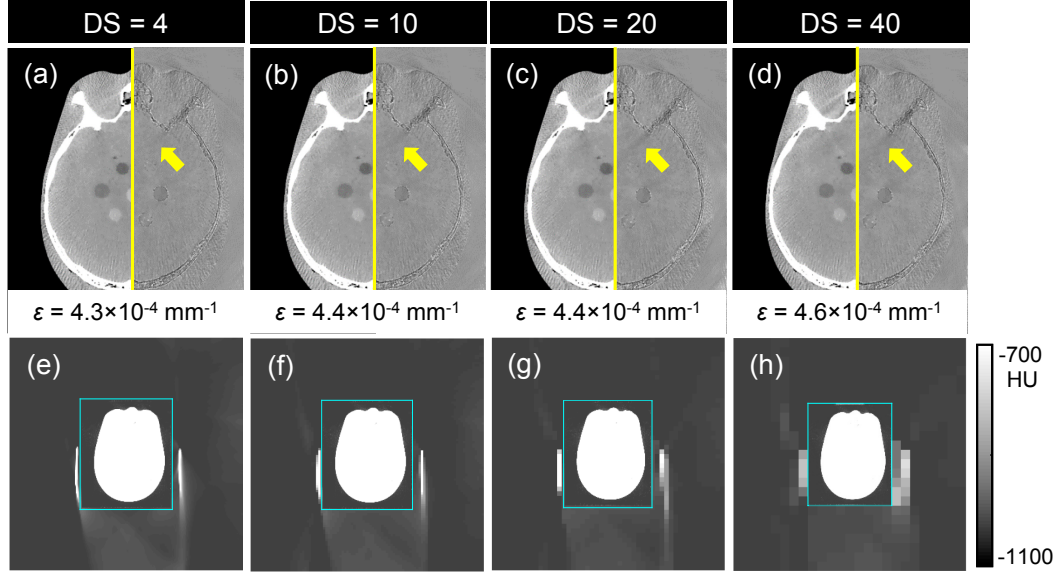 DS = 4 DS = 10 DS = 20 DS = 40
(a) (b) (c) (d)
ε = 4.3×10⁻⁴ mm⁻¹ ε = 4.4×10⁻⁴ mm⁻¹ ε = 4.4×10⁻⁴ mm⁻¹ ε = 4.6×10⁻⁴ mm⁻¹
(e) (f) (g) (h)
-700
HU
-1100